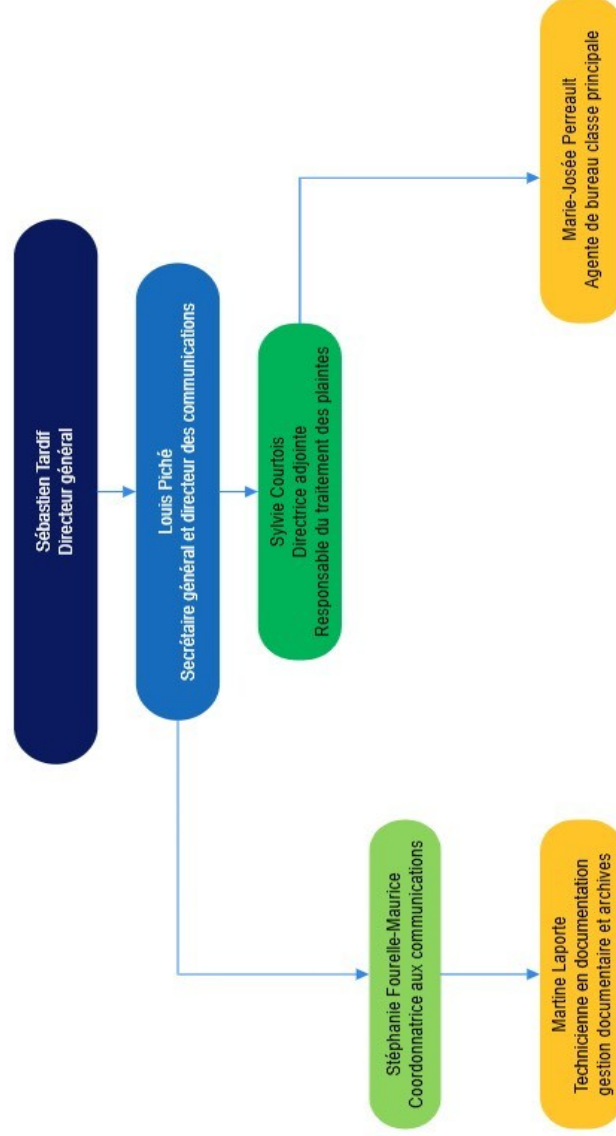 Sébastien Tardif
Directeur général
Louis Piché
Secrétaire général et directeur des communications
Sylvie Courtois
Directrice adjointe
Responsable du traitement des plaintes
Stéphanie Fourelle-Maurice
Coordonnatrice aux communications
Martine Laporte
Technicienne en documentation
gestion documentaire et archives
Marie-Josée Perreault
Agente de bureau classe principale